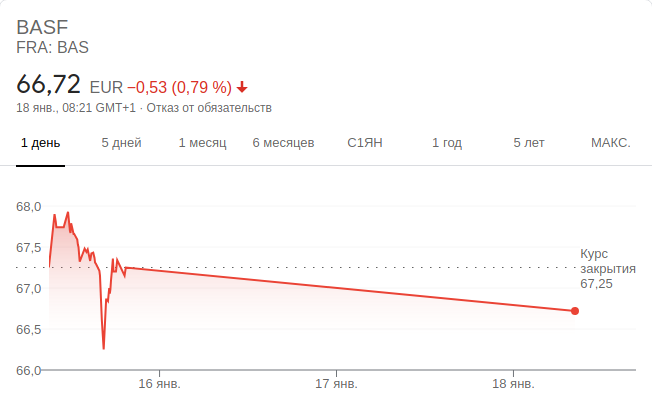 BASF
FRA: BAS
66,72 EUR −0,53 (0,79 %)
18 янв., 08:21 GMT+1 · Отказ от обязательств
1 день 5 дней 1 месяц 6 месяцев С1ЯН 1 год 5 лет МАКС.
68,0
67,5
Курс
закрытия
67,25
67,0
66,5
66,0
16 янв. 17 янв. 18 янв.